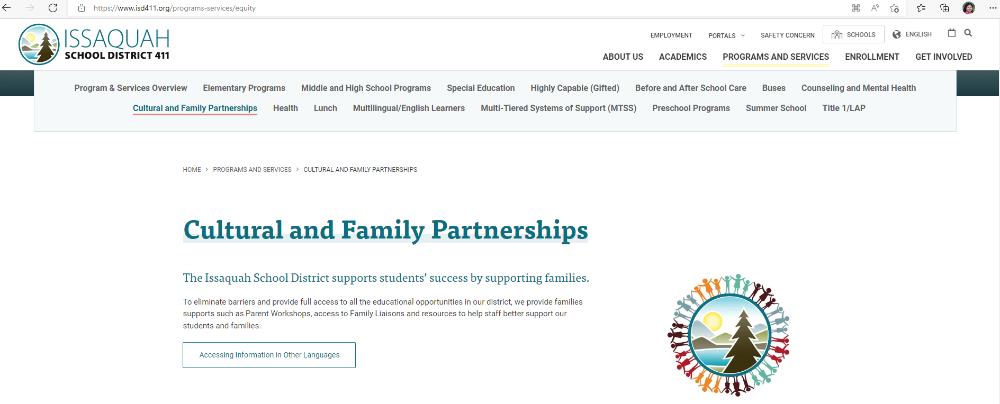 https://www.isd411.org/programs-services/equity
ISSAQUAH
SCHOOL DISTRICT 411
EMPLOYMENT PORTALS SAFETY CONCERN SCHOOLS ENGLISH
ABOUT US ACADEMICS PROGRAMS AND SERVICES ENROLLMENT GET INVOLVED
Program & Services Overview Elementary Programs Middle and High School Programs Special Education Highly Capable (Gifted) Before and After School Care Buses Counseling and Mental Health
Cultural and Family Partnerships Health Lunch Multilingual/English Learners Multi-Tiered Systems of Support (MTSS) Preschool Programs Summer School Title 1/LAP
HOME > PROGRAMS AND SERVICES > CULTURAL AND FAMILY PARTNERSHIPS
Cultural and Family Partnerships
The Issaquah School District supports students’ success by supporting families.
To eliminate barriers and provide full access to all the educational opportunities in our district, we provide families
supports such as Parent Workshops, access to Family Liaisons and resources to help staff better support our
students and families.
Accessing Information in Other Languages